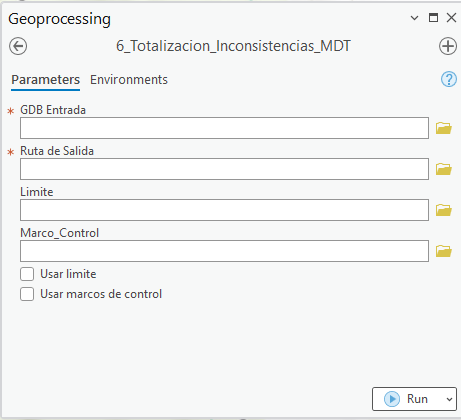 Geoprocessing
6_Totalizacion_Inconsistencias_MDT
Parameters Environments
?
* GDB Entrada
* Ruta de Salida
Limite
Marco_Control
Usar limite
Usar marcos de control
Run